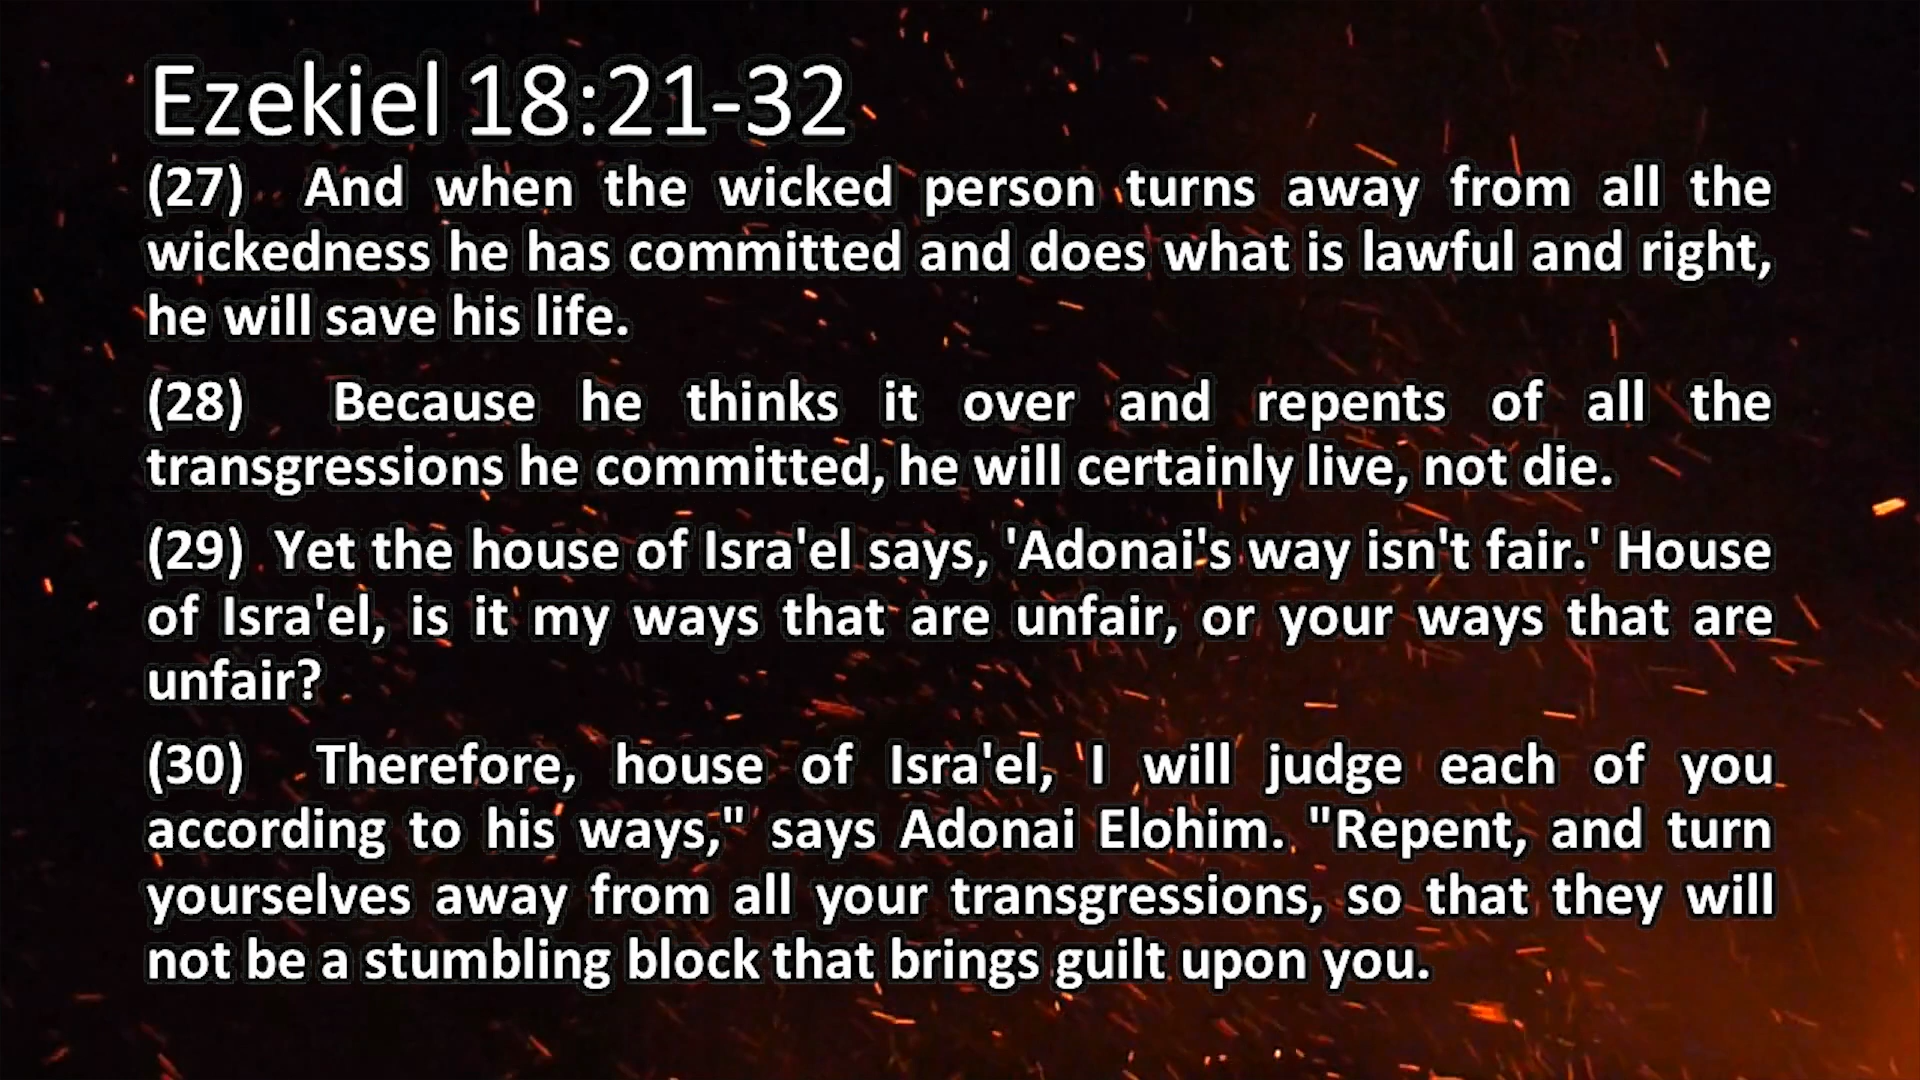 Ezekiel 18:21-32
(27) And when the wicked person turns away from all the
wickedness he has committed and does what is lawful and right,
he will save his life.
(28) Because he thinks it over and repents of all the
transgressions he committed, he will certainly live, not die.
(29) Yet the house of Isra'el says, 'Adonai's way isn't fair.' House
of Isra'el, is it my ways that are unfair, or your ways that are
unfair?
(30) Therefore, house of Isra'el, I will judge each of you
according to his ways," says Adonai Elohim. "Repent, and turn
yourselves away from all your transgressions, so that they will
not be a stumbling block that brings guilt upon you.